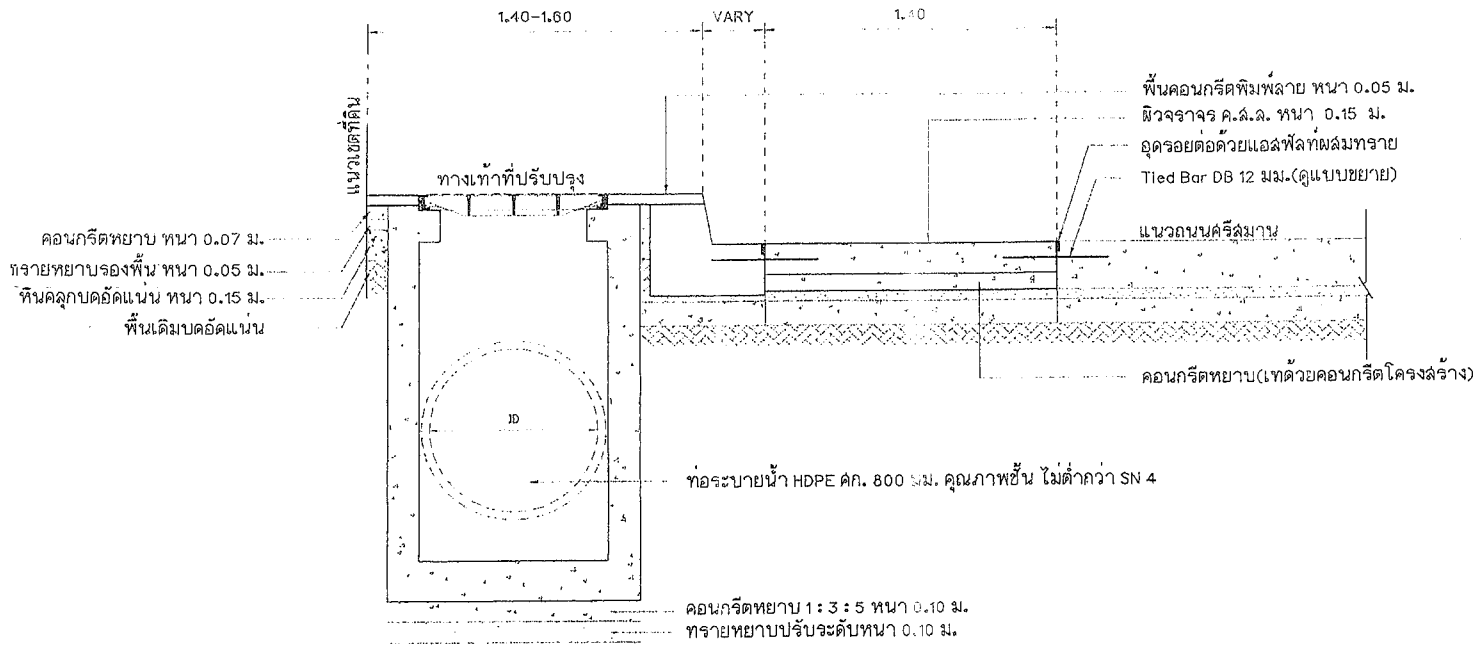 1.40-1.60 VARY 1.40
แนวเขตที่ดิน
พื้นคอนกรีตพิมพ์ลาย หนา 0.05 ม.
ผิวจราจร ค.ส.ล. หนา 0.15 ม.
อุดรอยต่อด้วยแอสฟัลท์ผสมทราย
Tied Bar DB 12 มม.(ดูแบบขยาย)
ทางเท้าที่ปรับปรุง
แนวถนนศรีสมาน
คอนกรีตหยาบ หนา 0.07 ม.
ทรายหยาบรองพื้น หนา 0.05 ม.
หินคลุกบดอัดแน่น หนา 0.15 ม.
พื้นเดิมบดอัดแน่น
คอนกรีตหยาบ(เทด้วยคอนกรีตโครงสร้าง)
ID
ท่อระบายน้ำ HDPE ศก. 800 มม. คุณภาพชั้น ไม่ต่ำกว่า SN 4
คอนกรีตหยาบ 1 : 3 : 5 หนา 0.10 ม.
ทรายหยาบปรับระดับหนา 0.10 ม.